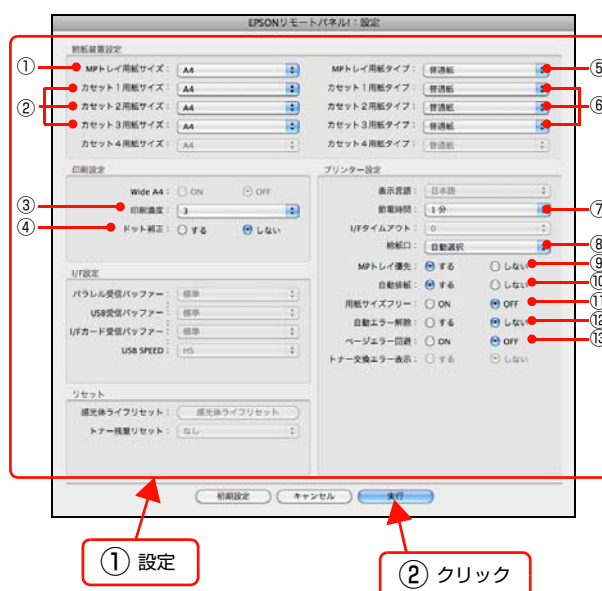 EPSONリモートパネル!：設定
給紙装置設定
① MPトレイ用紙サイズ： A4
② カセット1用紙サイズ： A4
カセット2用紙サイズ： A4
カセット3用紙サイズ： A4
カセット4用紙サイズ： A4
MPトレイ用紙タイプ： 普通紙 ⑤
カセット1用紙タイプ： 普通紙 ⑥
カセット2用紙タイプ： 普通紙
カセット3用紙タイプ： 普通紙
カセット4用紙タイプ： 普通紙
印刷設定
Wide A4： ON OFF
③ 印刷濃度： 3
④ ドット補正： する しない
I/F設定
パラレル受信バッファー： 標準
USB受信バッファー： 標準
I/Fカード受信バッファー： 標準
USB SPEED： HS
リセット
感光体ライフリセット： 感光体ライフリセット
トナー残量リセット： なし
プリンター設定
表示言語： 日本語
節電時間： 1分 ⑦
I/Fタイムアウト： 0
給紙口： 自動選択 ⑧
MPトレイ優先： する しない ⑨
自動排紙： する しない ⑩
用紙サイズフリー： ON OFF ⑪
自動エラー解除： する しない ⑫
ページエラー回避： ON OFF ⑬
トナー交換エラー表示： する しない
初期設定 キャンセル 実行
① 設定
② クリック